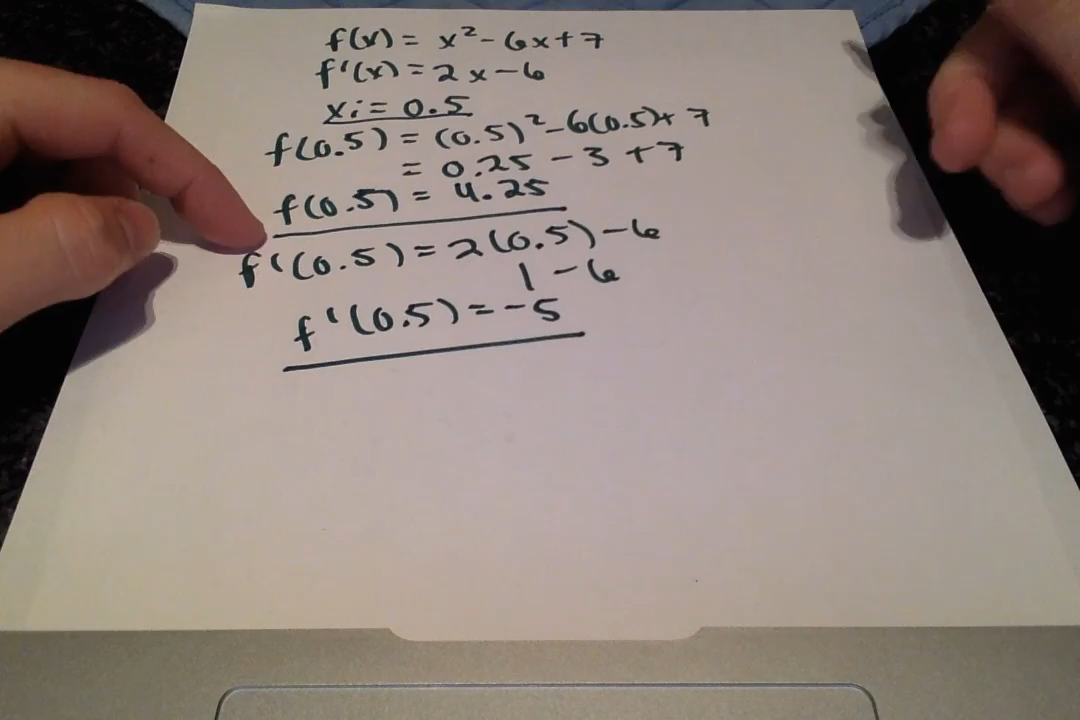 f(x) = x² - 6x + 7
f'(x) = 2x - 6
xi = 0.5
f(0.5) = (0.5)² - 6(0.5) + 7
= 0.25 - 3 + 7
f(0.5) = 4.25
f'(0.5) = 2(0.5) - 6
1 - 6
f'(0.5) = -5